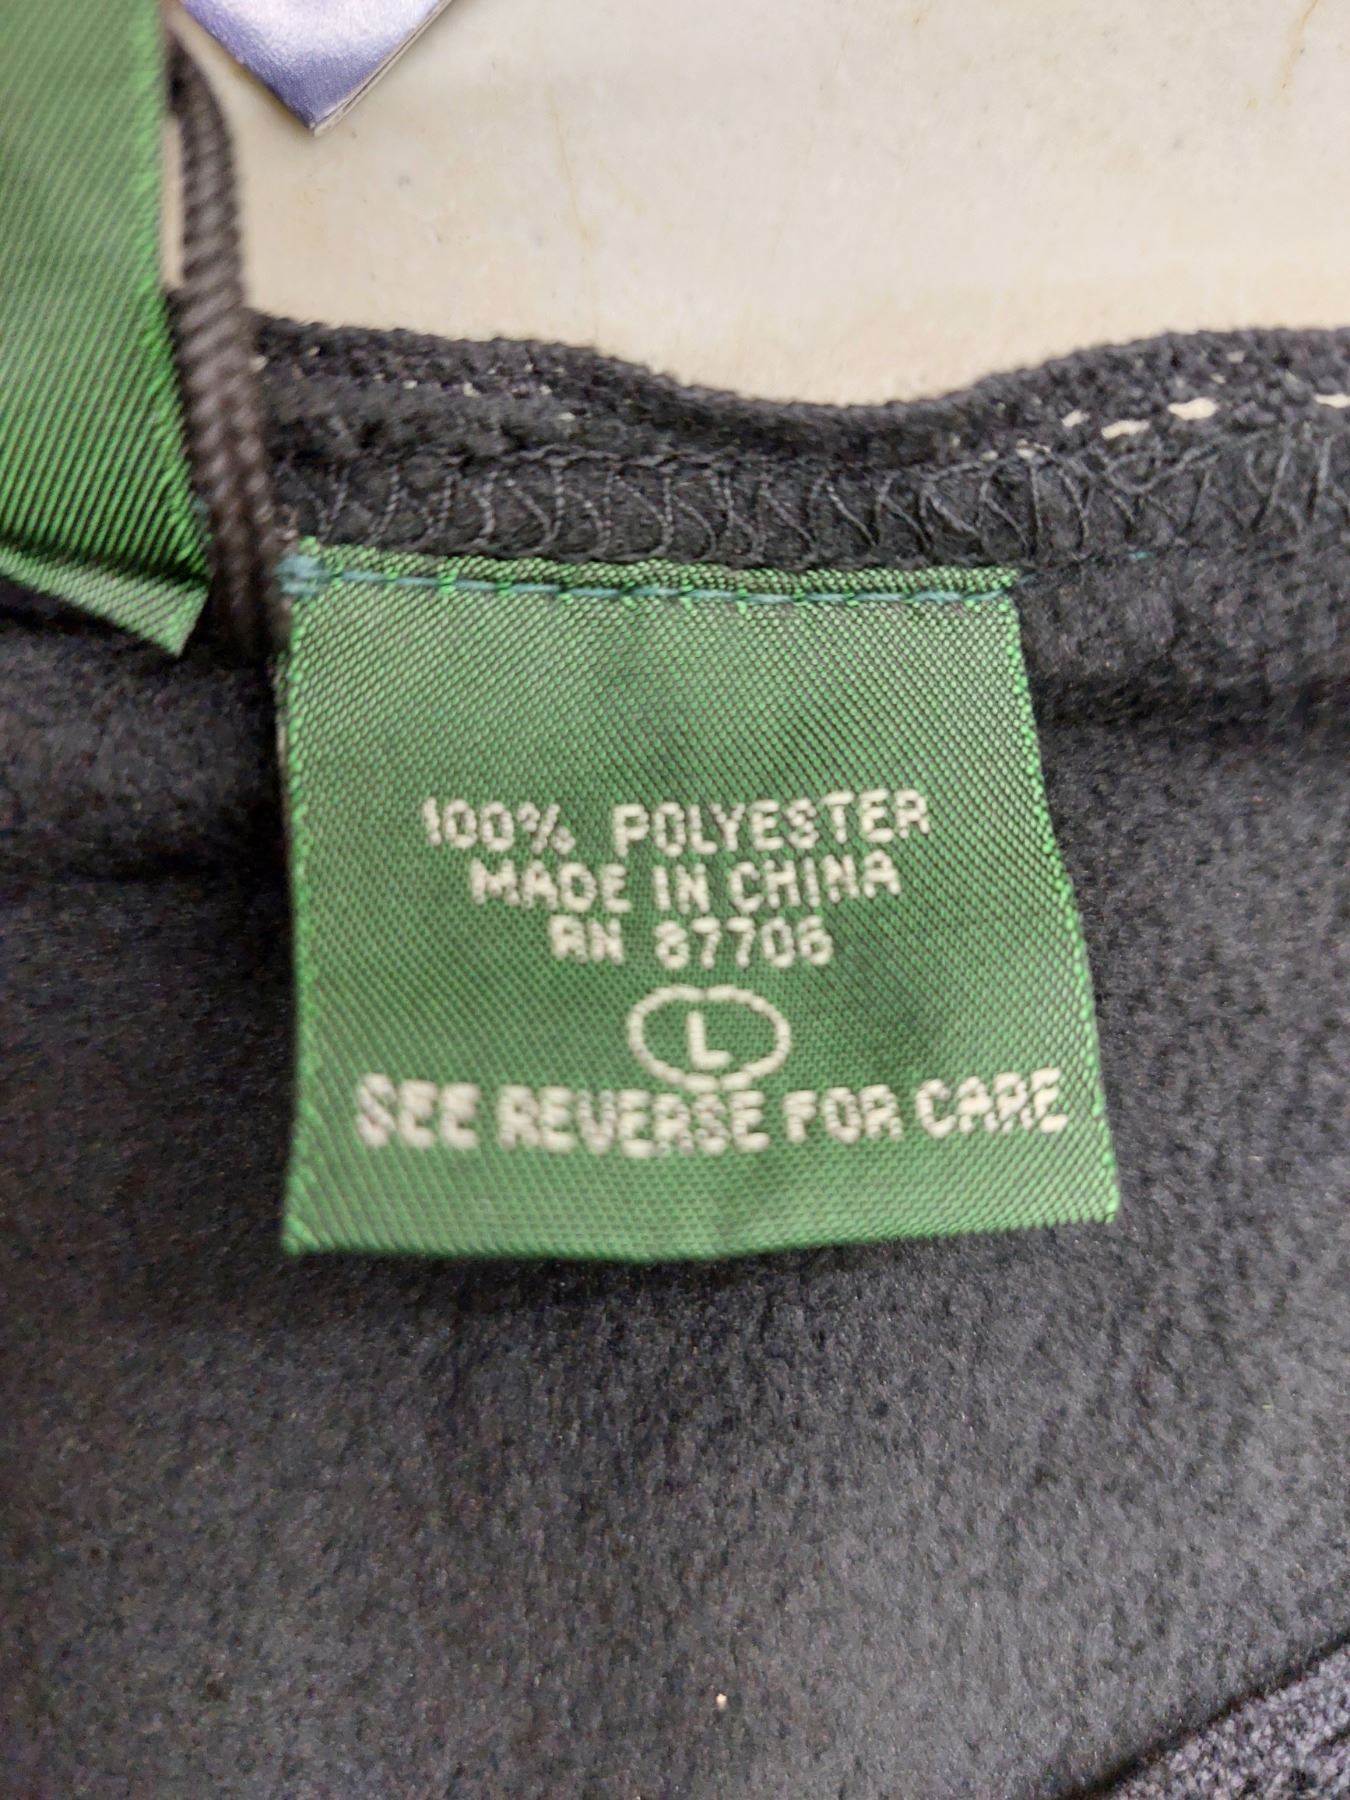 100% POLYESTER
MADE IN CHINA
RN 87706
L
SEE REVERSE FOR CARE